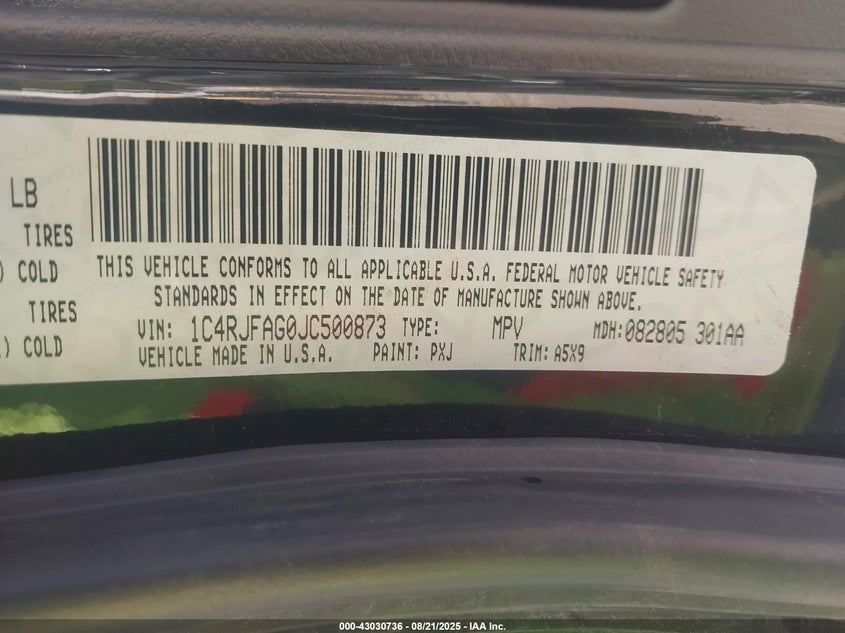 LB
TIRES
) COLD
TIRES
) COLD
THIS VEHICLE CONFORMS TO ALL APPLICABLE U.S.A. FEDERAL MOTOR VEHICLE SAFETY
STANDARDS IN EFFECT ON THE DATE OF MANUFACTURE SHOWN ABOVE.
VIN: 1C4RJFAG0JC500873 TYPE: MPV MDH:082805 301AA
VEHICLE MADE IN U.S.A. PAINT: PXJ TRIM: A5X9
000-43030736 - 08/21/2025 - IAA Inc.